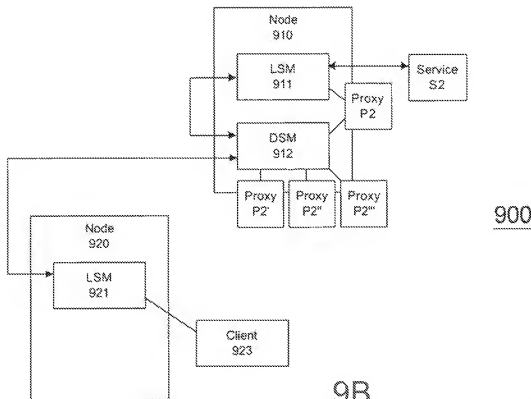 Node
910
LSM
911
Service
S2
Proxy
P2
DSM
912
Proxy
P2'
Proxy
P2''
Proxy
P2'''
900
Node
920
LSM
921
Client
923
9B